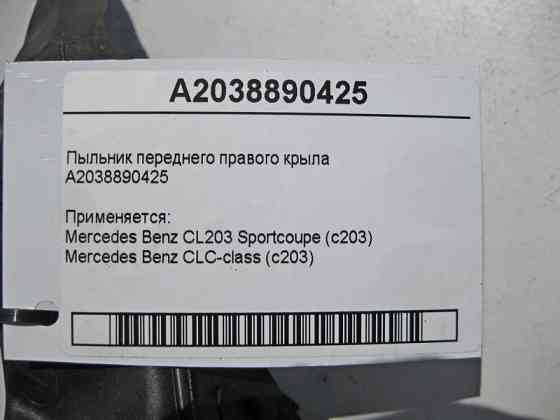 A2038890425
Пыльник переднего правого крыла
A2038890425
Применяется:
Mercedes Benz CL203 Sportcoupe (c203)
Mercedes Benz CLC-class (c203)